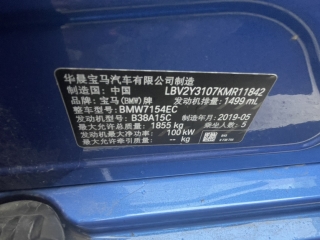 华晨宝马汽车有限公司制造
制造国：中国 LBV2Y3107KMR11842
品牌：宝马(BMW)牌 发动机排量：1499 mL
整车型号：BMW7154EC
发动机型号：B38A15C 制造年月：2019-05
最大允许总质量：1855 kg 乘坐人数：5
发动机最大净功率：100 kW
最大允许牵引质量：-- kg